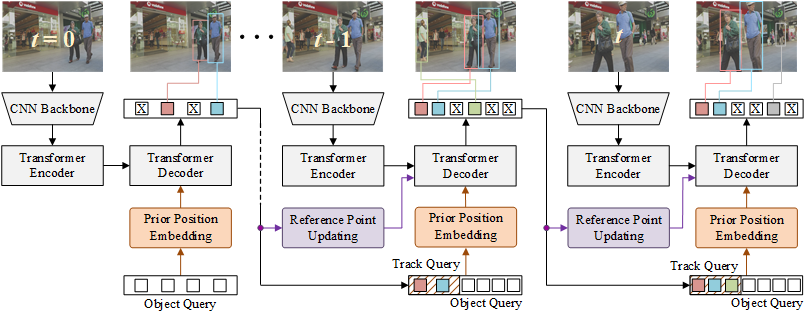 t = 0
t - 1
t
CNN Backbone
X
X
CNN Backbone
X
X
X
CNN Backbone
X
X
X
Transformer
Encoder
Transformer
Decoder
Transformer
Encoder
Transformer
Decoder
Transformer
Encoder
Transformer
Decoder
Prior Position
Embedding
Reference Point
Updating
Prior Position
Embedding
Reference Point
Updating
Prior Position
Embedding
Track Query
Track Query
Object Query
Object Query
Object Query